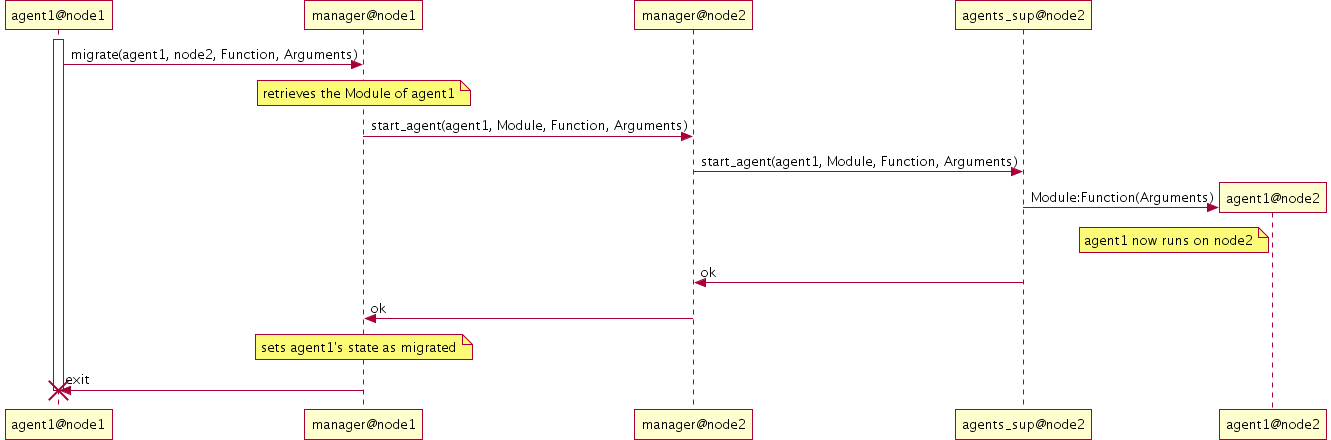 agent1@node1
manager@node1
manager@node2
agents_sup@node2
migrate(agent1, node2, Function, Arguments)
retrieves the Module of agent1
start_agent(agent1, Module, Function, Arguments)
start_agent(agent1, Module, Function, Arguments)
Module:Function(Arguments)
agent1@node2
agent1 now runs on node2
ok
ok
sets agent1's state as migrated
exit
agent1@node1
manager@node1
manager@node2
agents_sup@node2
agent1@node2